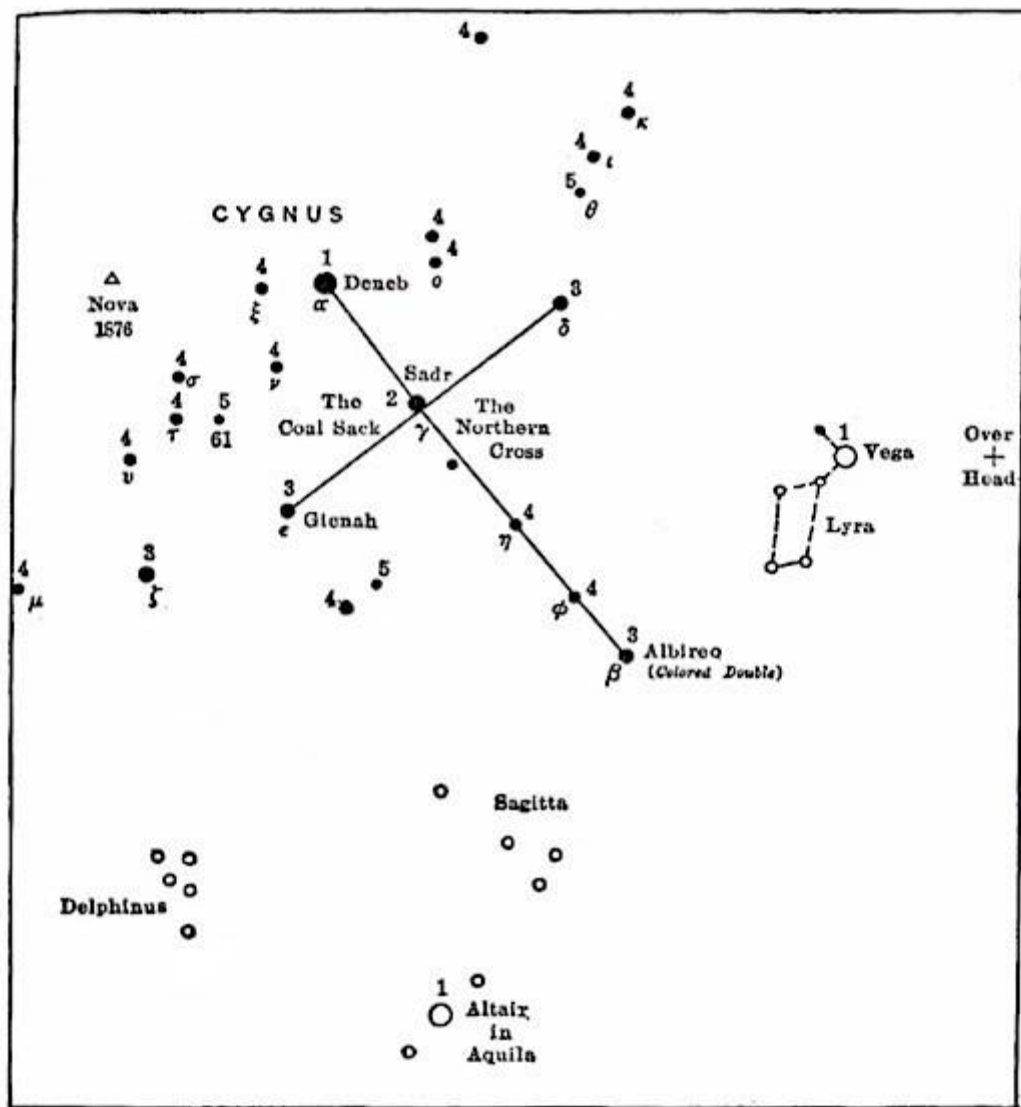 4
4
κ
4
ι
5
θ
CYGNUS
4
4
ο
1
Deneb
α
4
ξ
Nova
1876
3
δ
4
ν
4
σ
Sadr
2
γ
The
Coal Sack
The
Northern
Cross
4
τ
5
61
4
υ
1
Vega
Over
Head
Lyra
3
Gienah
ε
4
η
3
ζ
4
μ
5
4
4
φ
3
Albireo
β
(Colored Double)
Sagitta
Delphinus
1
Altair
in
Aquila